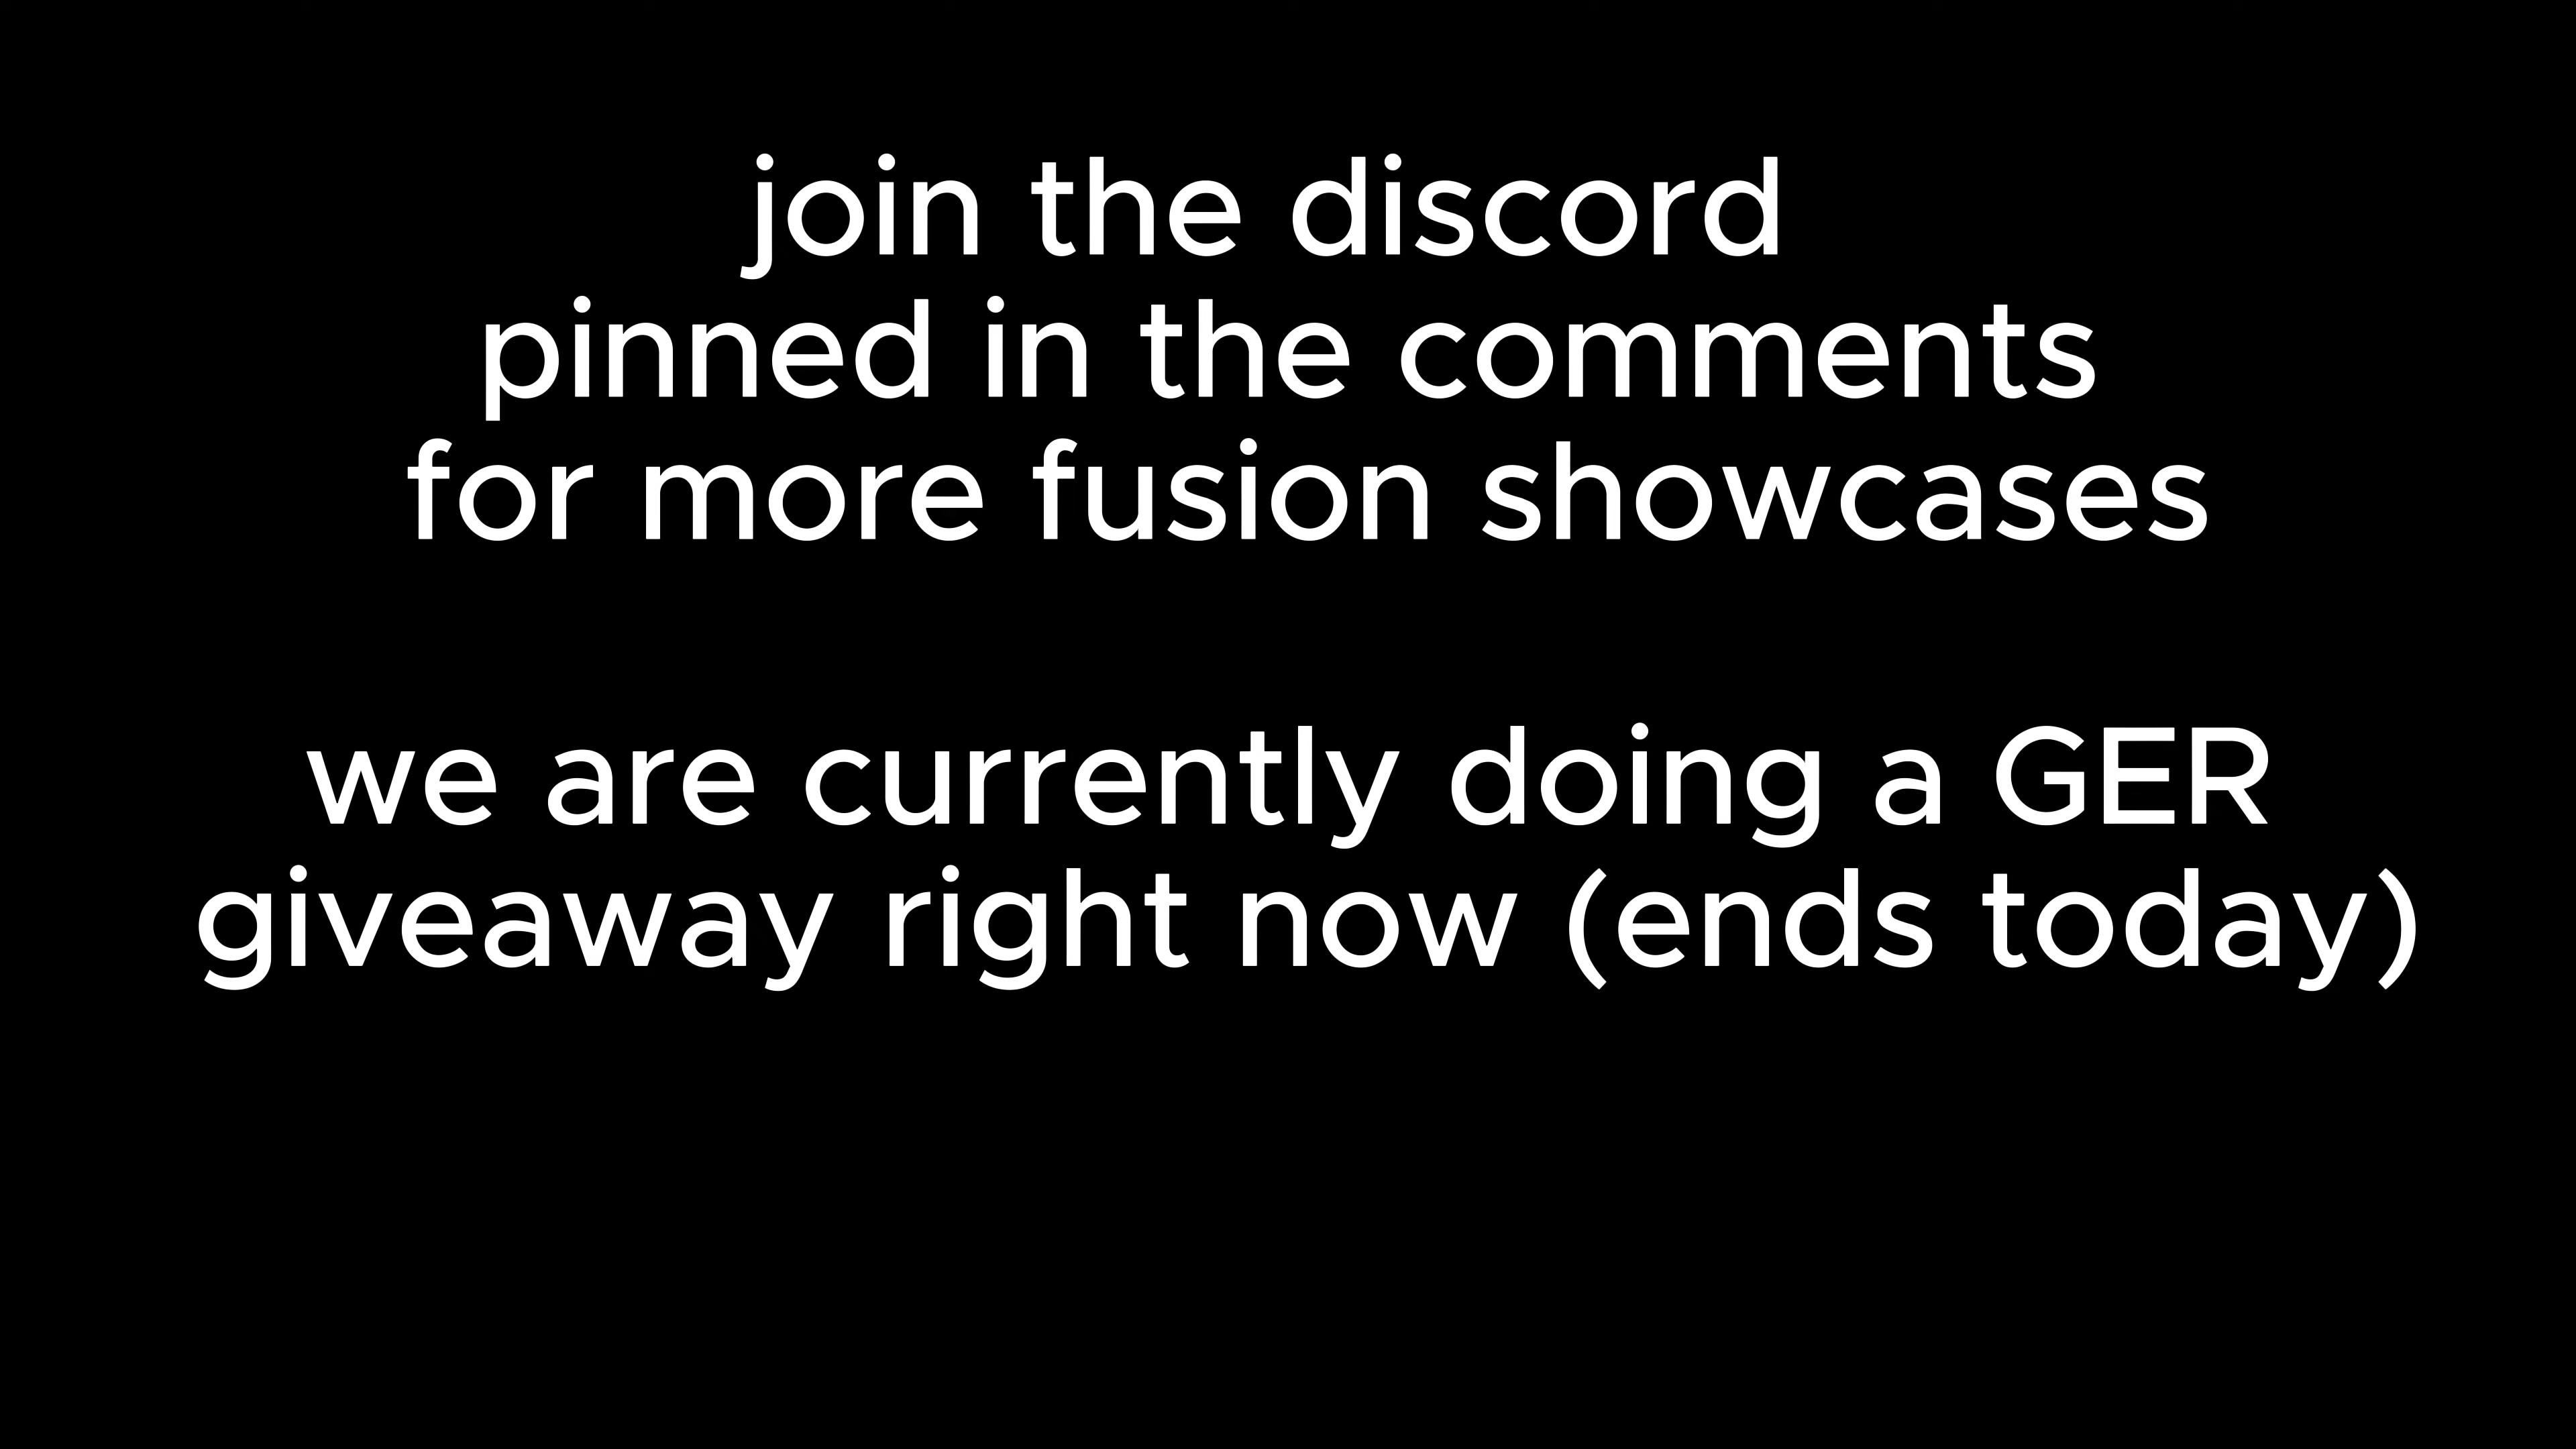 join the discord
pinned in the comments
for more fusion showcases
we are currently doing a GER
giveaway right now (ends today)